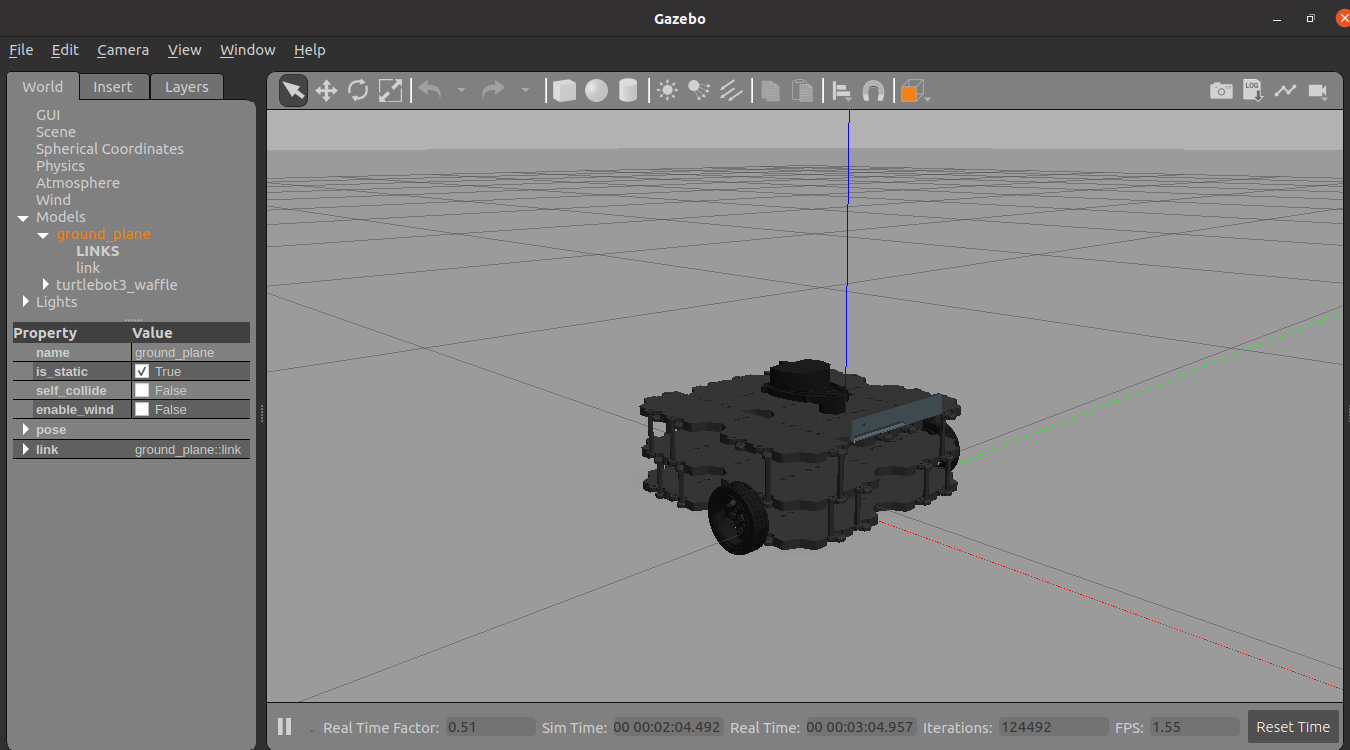 Gazebo
File Edit Camera View Window Help
World Insert Layers
LOG
GUI
Scene
Spherical Coordinates
Physics
Atmosphere
Wind
Models
ground_plane
LINKS
link
turtlebot3_waffle
Lights
Property Value
name ground_plane
is_static True
self_collide False
enable_wind False
pose
link ground_plane::link
Real Time Factor: 0.51 Sim Time: 00 00:02:04.492 Real Time: 00 00:03:04.957 Iterations: 124492 FPS: 1.55 Reset Time